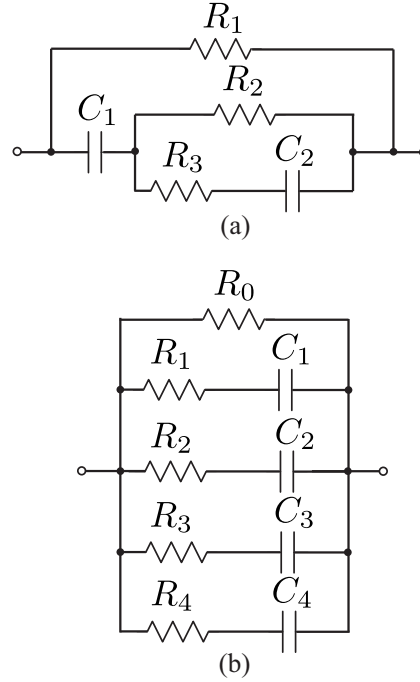 R₁
R₂
C₁
R₃ C₂
(a)
R₀
R₁ C₁
R₂ C₂
R₃ C₃
R₄ C₄
(b)